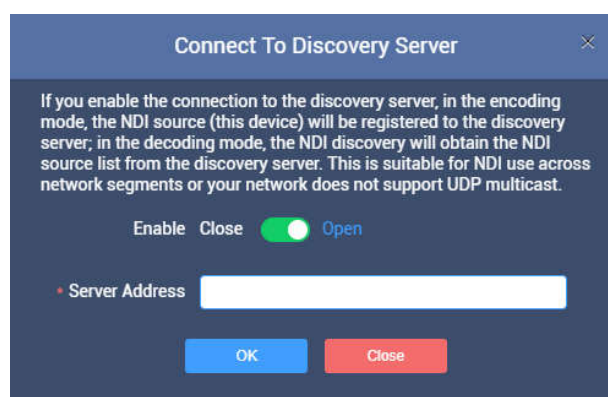 Connect To Discovery Server
If you enable the connection to the discovery server, in the encoding
mode, the NDI source (this device) will be registered to the discovery
server; in the decoding mode, the NDI discovery will obtain the NDI
source list from the discovery server. This is suitable for NDI use across
network segments or your network does not support UDP multicast.
Enable Close Open
* Server Address
OK Close